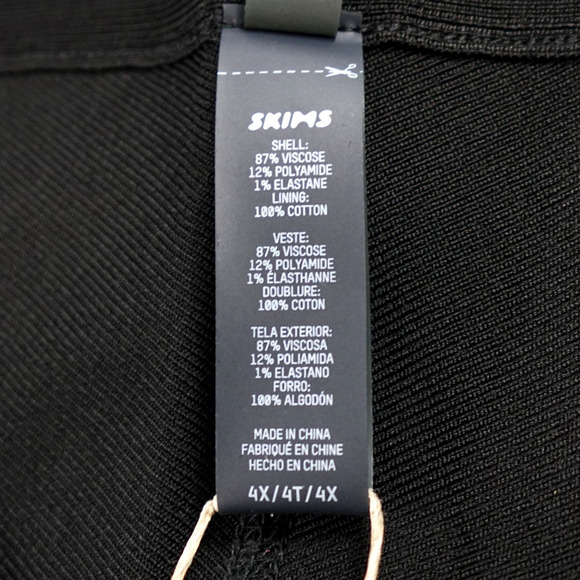 SKIMS
SHELL:
87% VISCOSE
12% POLYAMIDE
1% ELASTANE
LINING:
100% COTTON
VESTE:
87% VISCOSE
12% POLYAMIDE
1% ÉLASTHANNE
DOUBLURE:
100% COTON
TELA EXTERIOR:
87% VISCOSA
12% POLIAMIDA
1% ELASTANO
FORRO:
100% ALGODÓN
MADE IN CHINA
FABRIQUÉ EN CHINE
HECHO EN CHINA
4X/4T/4X